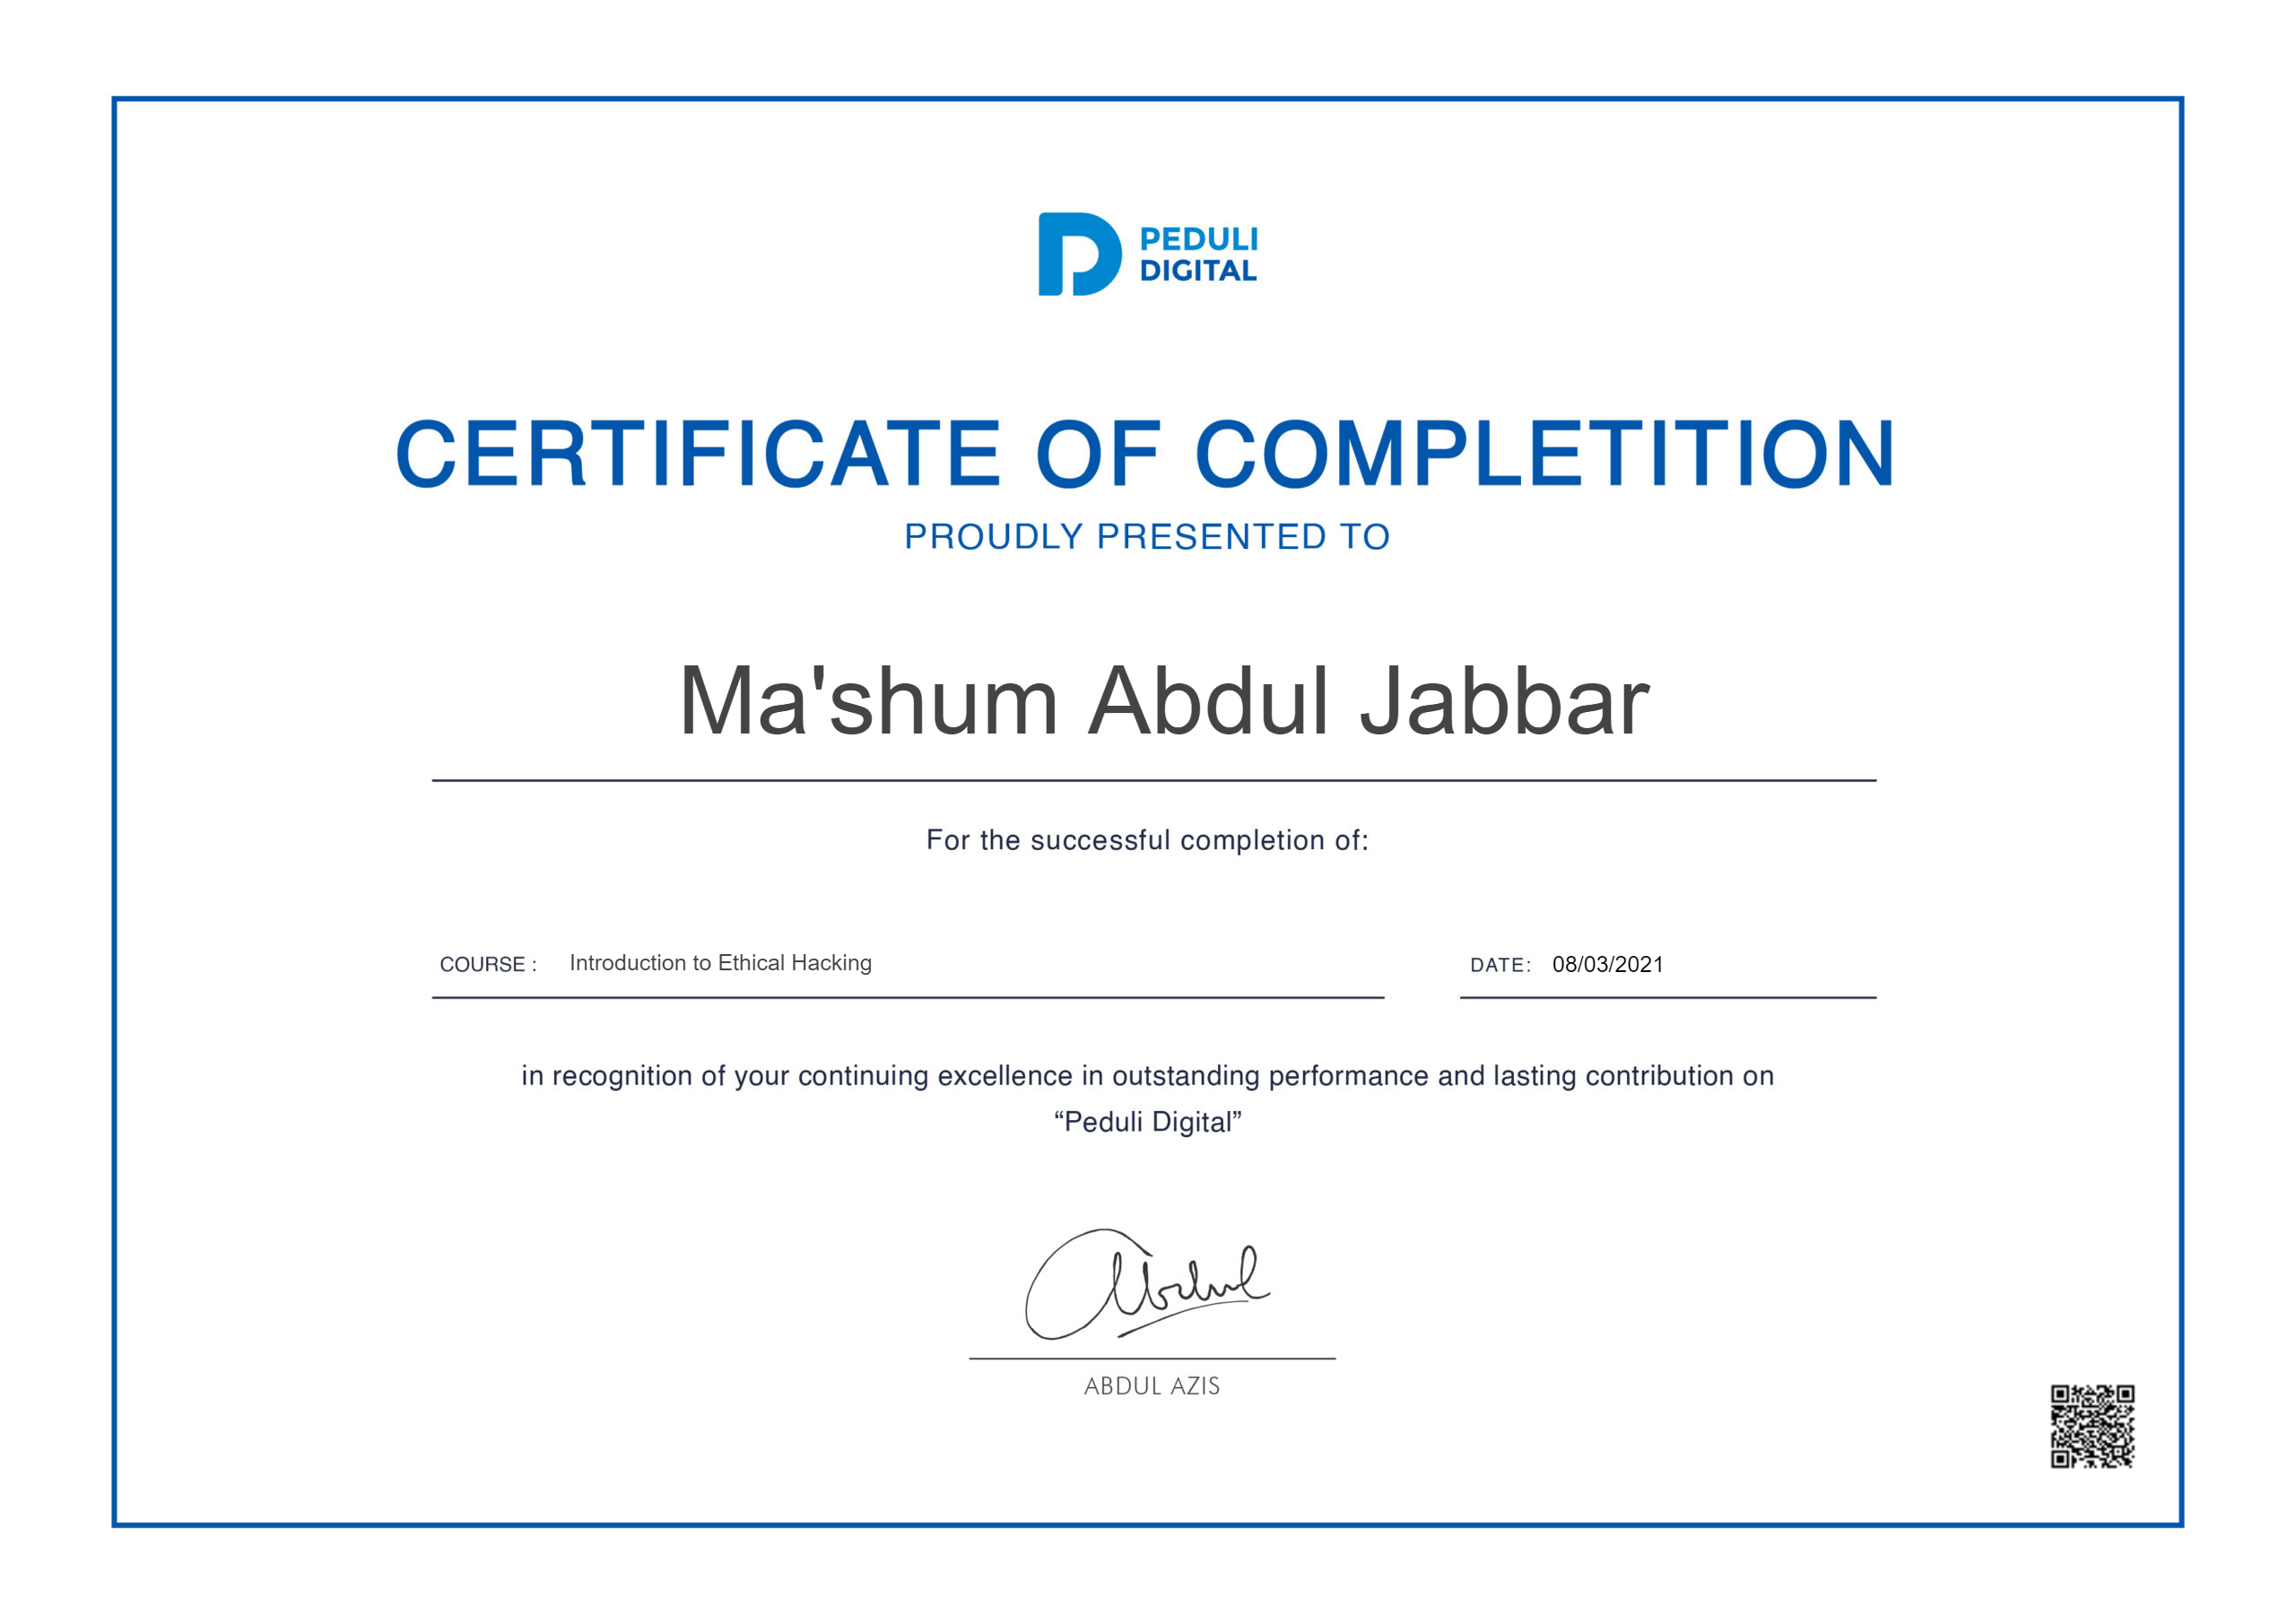 PEDULI
DIGITAL
CERTIFICATE OF COMPLETITION
PROUDLY PRESENTED TO
Ma'shum Abdul Jabbar
For the successful completion of:
COURSE : Introduction to Ethical Hacking DATE: 08/03/2021
in recognition of your continuing excellence in outstanding performance and lasting contribution on
“Peduli Digital”
Abdul
ABDUL AZIS